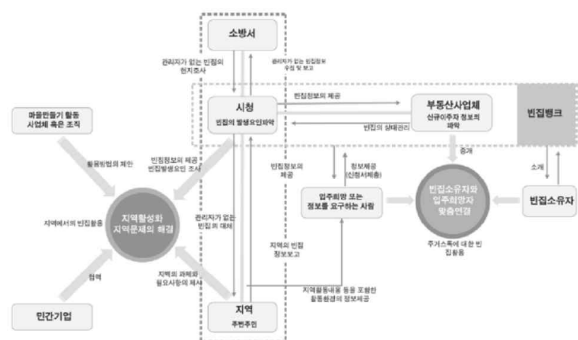 소방서
관리자가 없는 빈집의
현지조사
관리자가 없는 빈집정보
수집 및 보고
마을만들기 활동
사업체 혹은 조직
시청
빈집의 발생요인파악
빈집정보의 제공
빈집의 상태관리
부동산사업체
신규이주자 정보의
파악
빈집뱅크
활용방법의 제안
빈집정보의 제공
빈집발생요인 조사
빈집정보의
제공
정보제공
(신청서제출)
중개
소개
지역에서의 빈집활용
지역활성화
지역문제의 해결
관리자가 없는
빈집의 대처
입주희망 또는
정보를 요구하는 사람
빈집소유자와
입주희망자
맞춤연결
빈집소유자
지역의 빈집
정보보고
주거스톡에 대한 빈
집활용
협력
지역의 과제와
필요사항의 제시
민간기업
지역
주변주민
지역활동내용 등을 포함한
활동환경의 정보제공